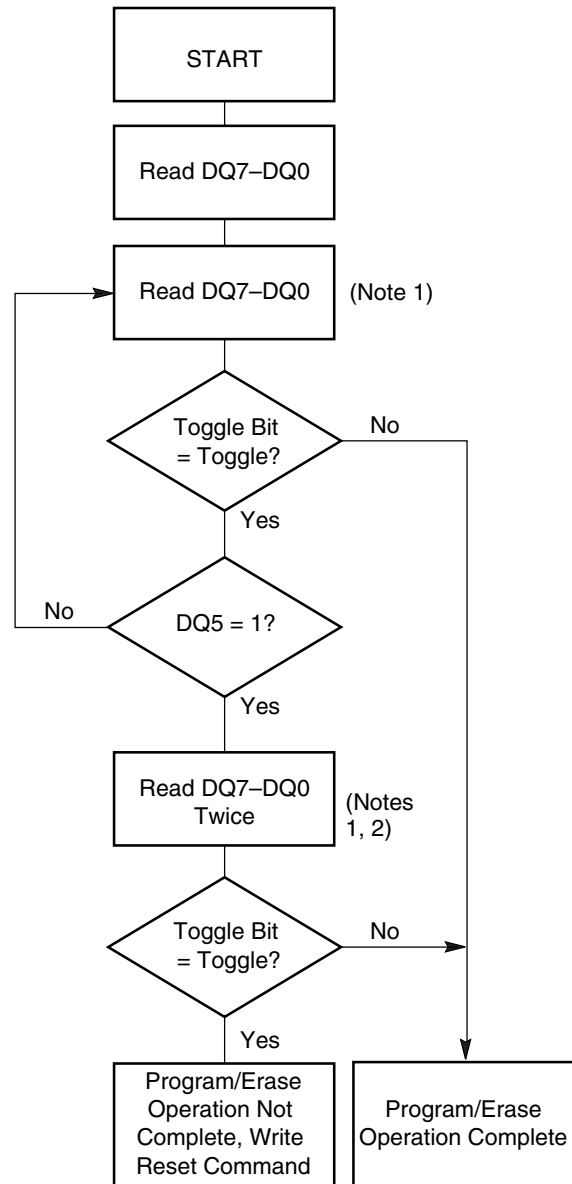 START
Read DQ7–DQ0
Read DQ7–DQ0
(Note 1)
Toggle Bit
= Toggle?
No
Yes
No
DQ5 = 1?
Yes
Read DQ7–DQ0
Twice
(Notes
1, 2)
Toggle Bit
= Toggle?
No
Yes
Program/Erase
Operation Not
Complete, Write
Reset Command
Program/Erase
Operation Complete